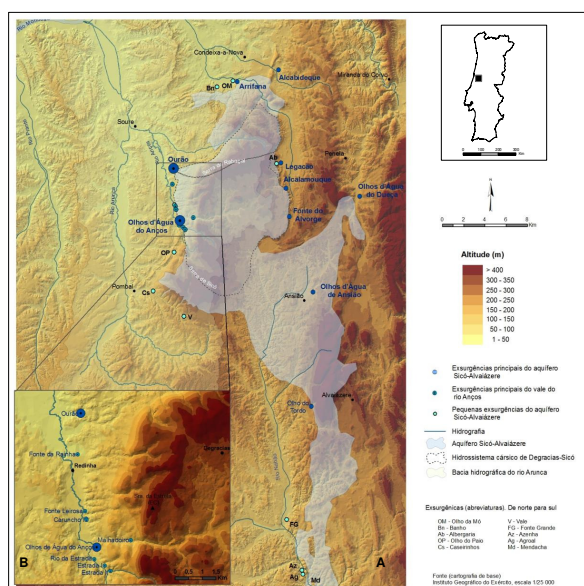 Condeixa-a-Nova
Alcabideque
Miranda do Corvo
OM
Bn
Arrifana
Soure
Ourão
Penela
Ab
Legacão
Alcalamouque
Olhos d'Água
do Dueça
Fonte do
Alvorge
Olhos d'Água
do Anços
OP
Pombal
Cs
V
Olhos d'Água
de Ansião
Ansião
Alvaiázere
Olho do
Tordo
FG
Az
Ag
Md
A
Ourão
Fonte da Rainha
Redinha
Degracias
Fonte Leirosa
Malhadoiro
Olhos de Água do Anços
Rio da Estrada
Estrada I
Estrada II
B
0 0.5 1
Km
0 100 200 300
Km
N
0 2 4 6 8
Km
Altitude (m)
> 400
300 - 350
250 - 300
200 - 250
150 - 200
100 - 150
50 - 100
1 - 50
Exsurgências principais do aquífero
Sicó-Alvaiázere
Exsurgências principais do vale do
rio Anços
Pequenas exsurgências do aquífero
Sicó-Alvaiázere
Hidrografia
Aquífero Sicó-Alvaiázere
Hidrossistema cársico de Degracias-Sicó
Bacia hidrográfica do rio Arunca
Exsurgênicas (abreviaturas). De norte para sul
OM - Olho da Mó
Bn - Banho
Ab - Albergaria
OP - Olho do Paio
Cs - Caseirinhos
V - Vale
FG - Fonte Grande
Az - Azenha
Ag - Agroal
Md - Mendacha
Fonte (cartografia de base)
Instituto Geográfico do Exército, escala 1/25 000